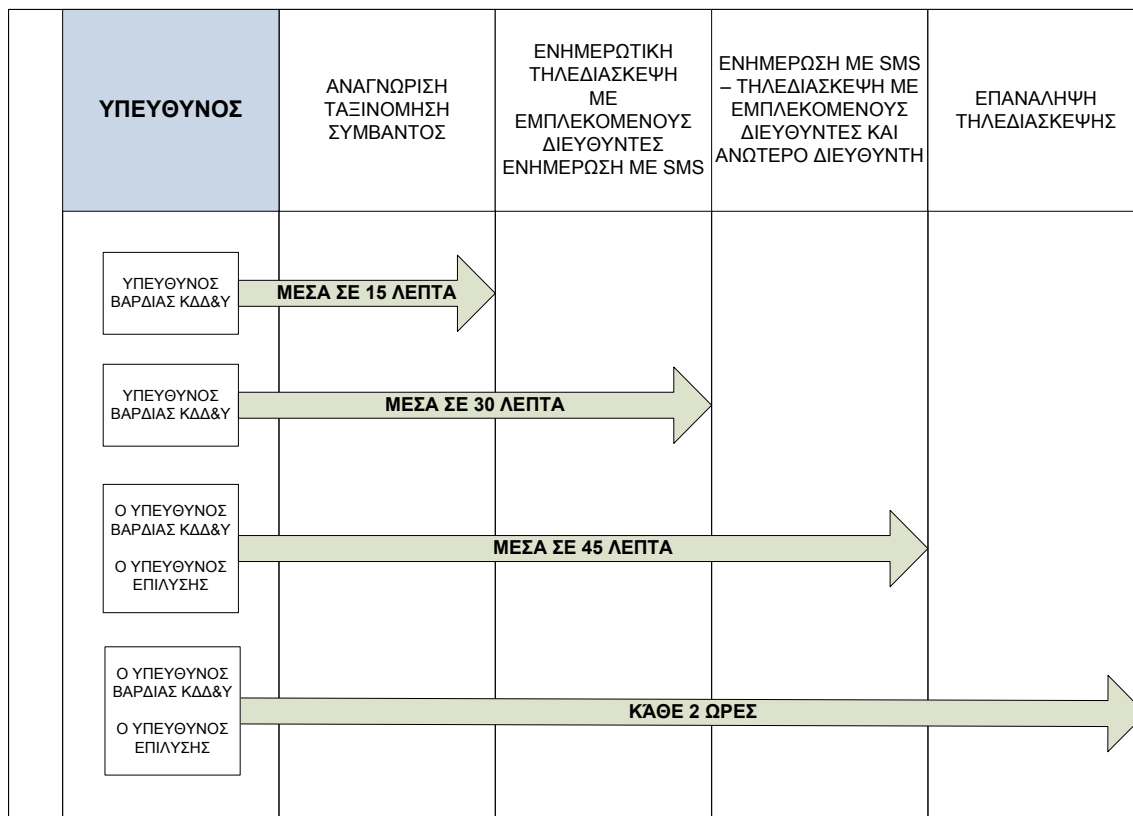 ΥΠΕΥΘΥΝΟΣ
ΑΝΑΓΝΩΡΙΣΗ
ΤΑΞΙΝΟΜΗΣΗ
ΣΥΜΒΑΝΤΟΣ
ΕΝΗΜΕΡΩΤΙΚΗ
ΤΗΛΕΔΙΑΣΚΕΨΗ
ΜΕ
ΕΜΠΛΕΚΟΜΕΝΟΥΣ
ΔΙΕΥΘΥΝΤΕΣ
ΕΝΗΜΕΡΩΣΗ ΜΕ SMS
ΕΝΗΜΕΡΩΣΗ ΜΕ SMS
– ΤΗΛΕΔΙΑΣΚΕΨΗ ΜΕ
ΕΜΠΛΕΚΟΜΕΝΟΥΣ
ΔΙΕΥΘΥΝΤΕΣ ΚΑΙ
ΑΝΩΤΕΡΟ ΔΙΕΥΘΥΝΤΗ
ΕΠΑΝΑΛΗΨΗ
ΤΗΛΕΔΙΑΣΚΕΨΗΣ
ΥΠΕΥΘΥΝΟΣ
ΒΑΡΔΙΑΣ ΚΔΔ&Υ
ΜΕΣΑ ΣΕ 15 ΛΕΠΤΑ
ΥΠΕΥΘΥΝΟΣ
ΒΑΡΔΙΑΣ ΚΔΔ&Υ
ΜΕΣΑ ΣΕ 30 ΛΕΠΤΑ
Ο ΥΠΕΥΘΥΝΟΣ
ΒΑΡΔΙΑΣ ΚΔΔ&Υ
Ο ΥΠΕΥΘΥΝΟΣ
ΕΠΙΛΥΣΗΣ
ΜΕΣΑ ΣΕ 45 ΛΕΠΤΑ
Ο ΥΠΕΥΘΥΝΟΣ
ΒΑΡΔΙΑΣ ΚΔΔ&Υ
Ο ΥΠΕΥΘΥΝΟΣ
ΕΠΙΛΥΣΗΣ
ΚΆΘΕ 2 ΩΡΕΣ